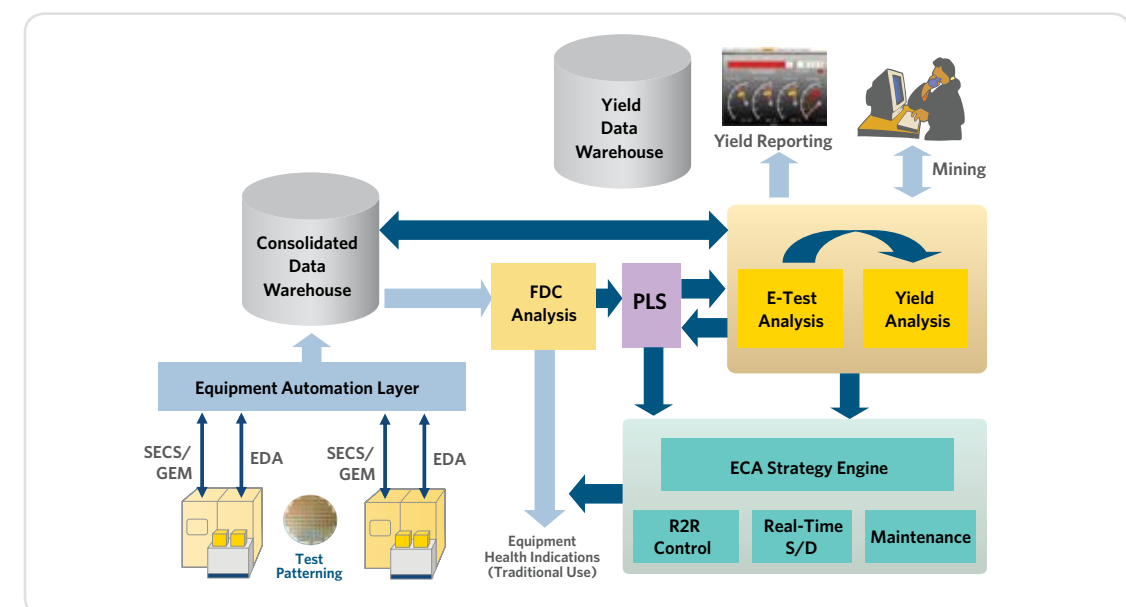 Yield
Data
Warehouse
Yield Reporting
Mining
Consolidated
Data
Warehouse
FDC
Analysis
PLS
E-Test
Analysis
Yield
Analysis
Equipment Automation Layer
SECS/
GEM
EDA
SECS/
GEM
EDA
Test
Patterning
Equipment
Health Indications
(Traditional Use)
ECA Strategy Engine
R2R
Control
Real-Time
S/D
Maintenance